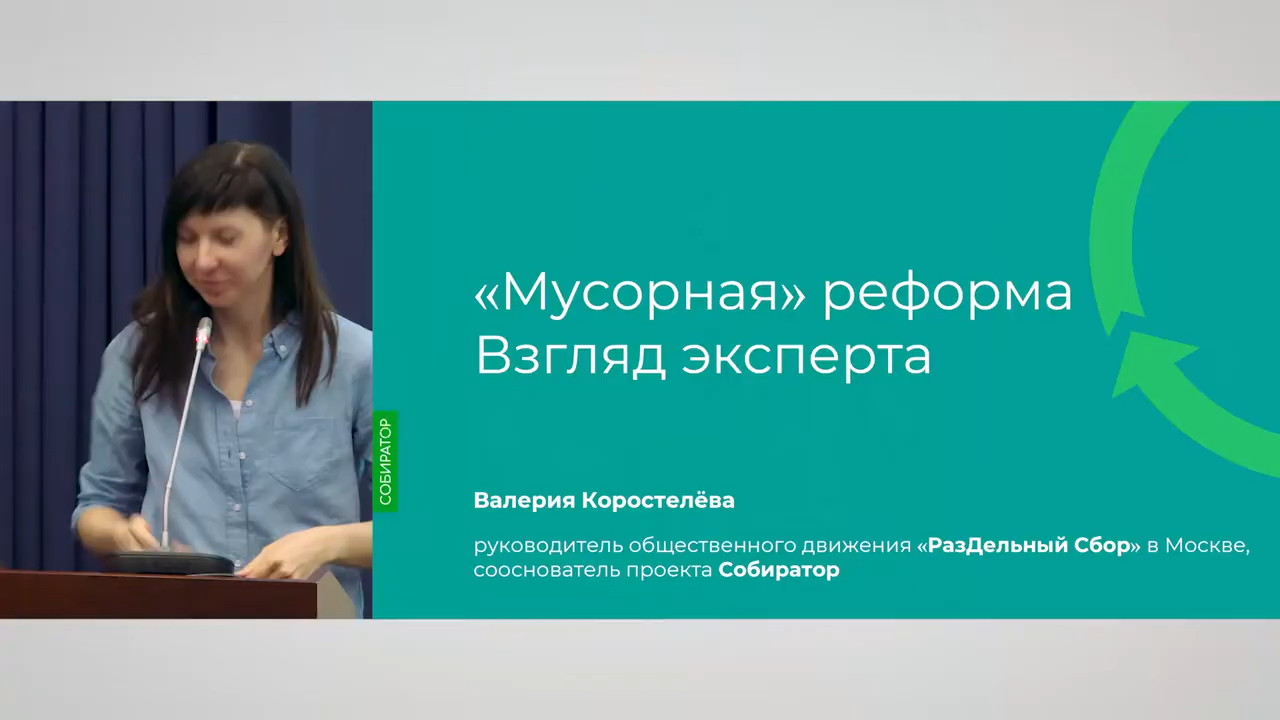 «Мусорная» реформа
Взгляд эксперта
СОБИРАТОР
Валерия Коростелёва
руководитель общественного движения «РазДельный Сбор» в Москве,
сооснователь проекта Собиратор